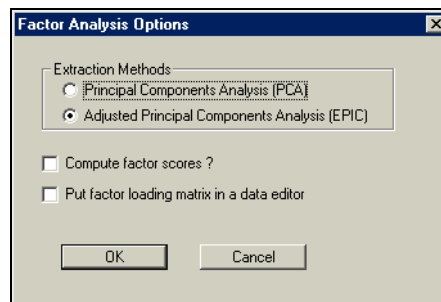 Factor Analysis Options
Extraction Methods
Principal Components Analysis (PCA)
Adjusted Principal Components Analysis (EPIC)
Compute factor scores ?
Put factor loading matrix in a data editor
OK
Cancel